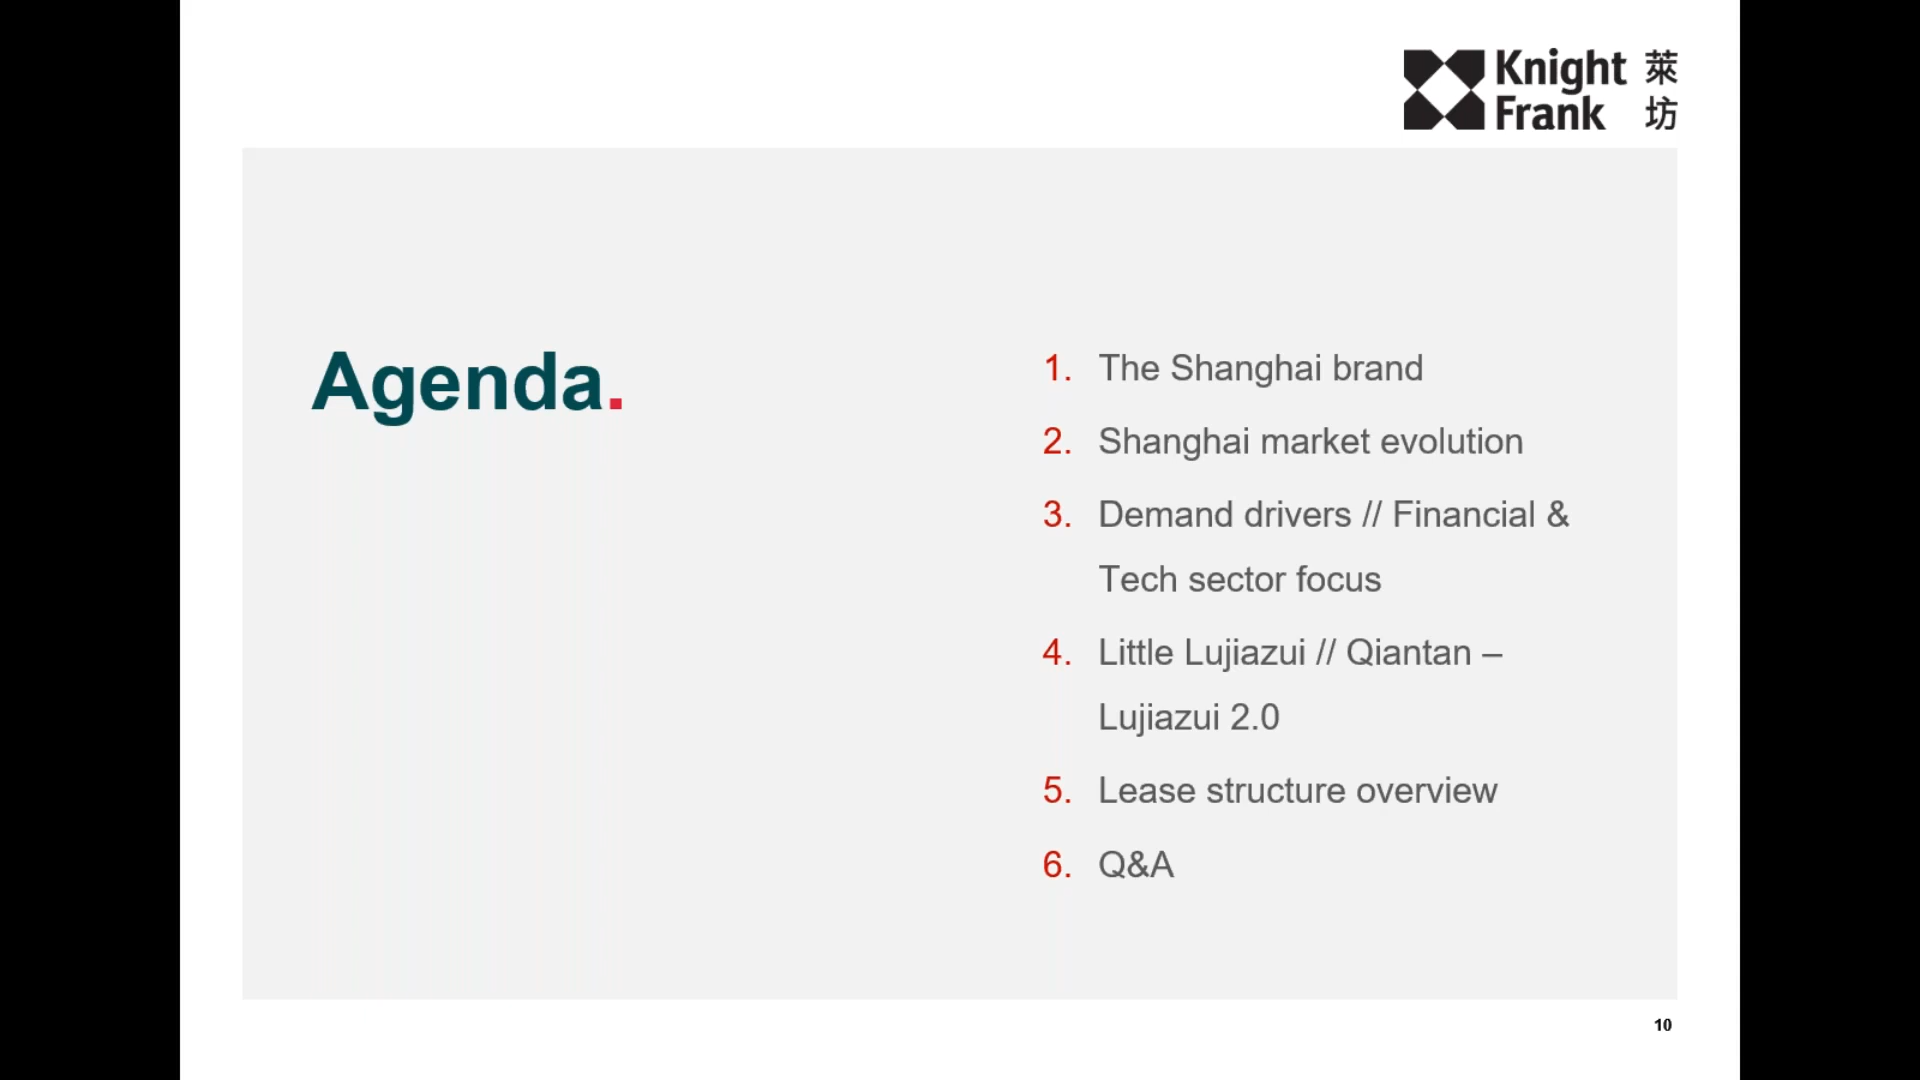 Knight 萊
Frank 坊
Agenda.
1. The Shanghai brand
2. Shanghai market evolution
3. Demand drivers // Financial &
Tech sector focus
4. Little Lujiazui // Qiantan –
Lujiazui 2.0
5. Lease structure overview
6. Q&A
10